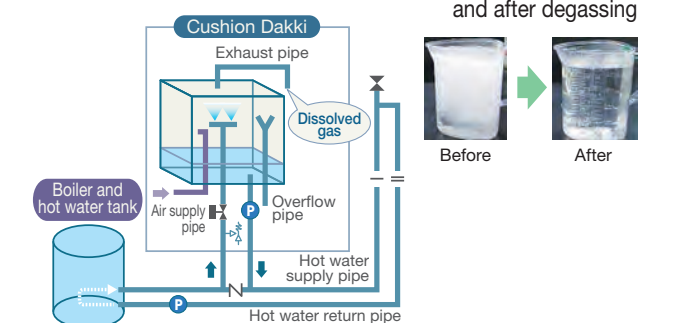 and after degassing
Cushion Dakki
Exhaust pipe
Dissolved
gas
Before
After
Boiler and
hot water tank
Air supply
pipe
P
Overflow
pipe
Hot water
supply pipe
N
P
Hot water return pipe